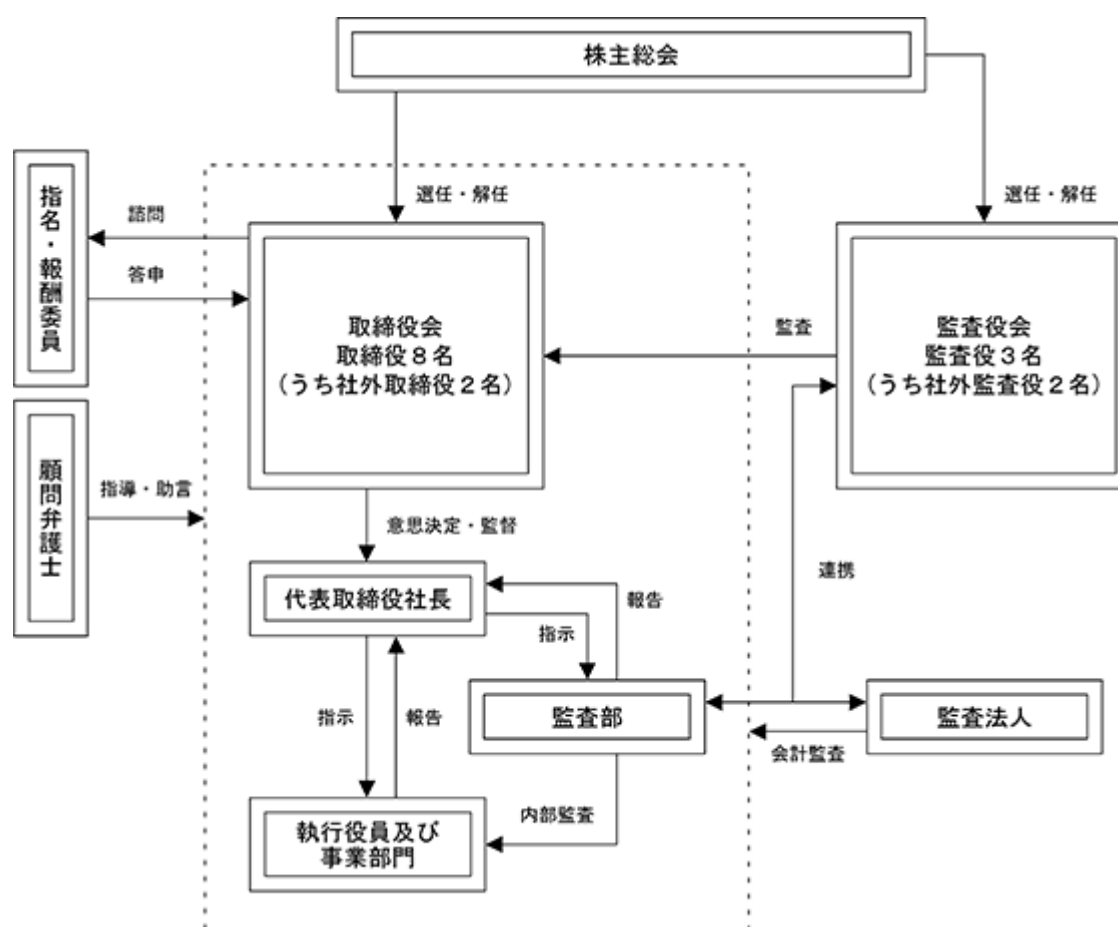 株主総会
選任・解任
選任・解任
指名・報酬委員
諮問
答申
取締役会
取締役8名
（うち社外取締役2名）
監査
監査役会
監査役3名
（うち社外監査役2名）
顧問弁護士
指導・助言
意思決定・監督
連携
代表取締役社長
報告
指示
監査部
監査法人
指示
報告
会計監査
内部監査
執行役員及び
事業部門